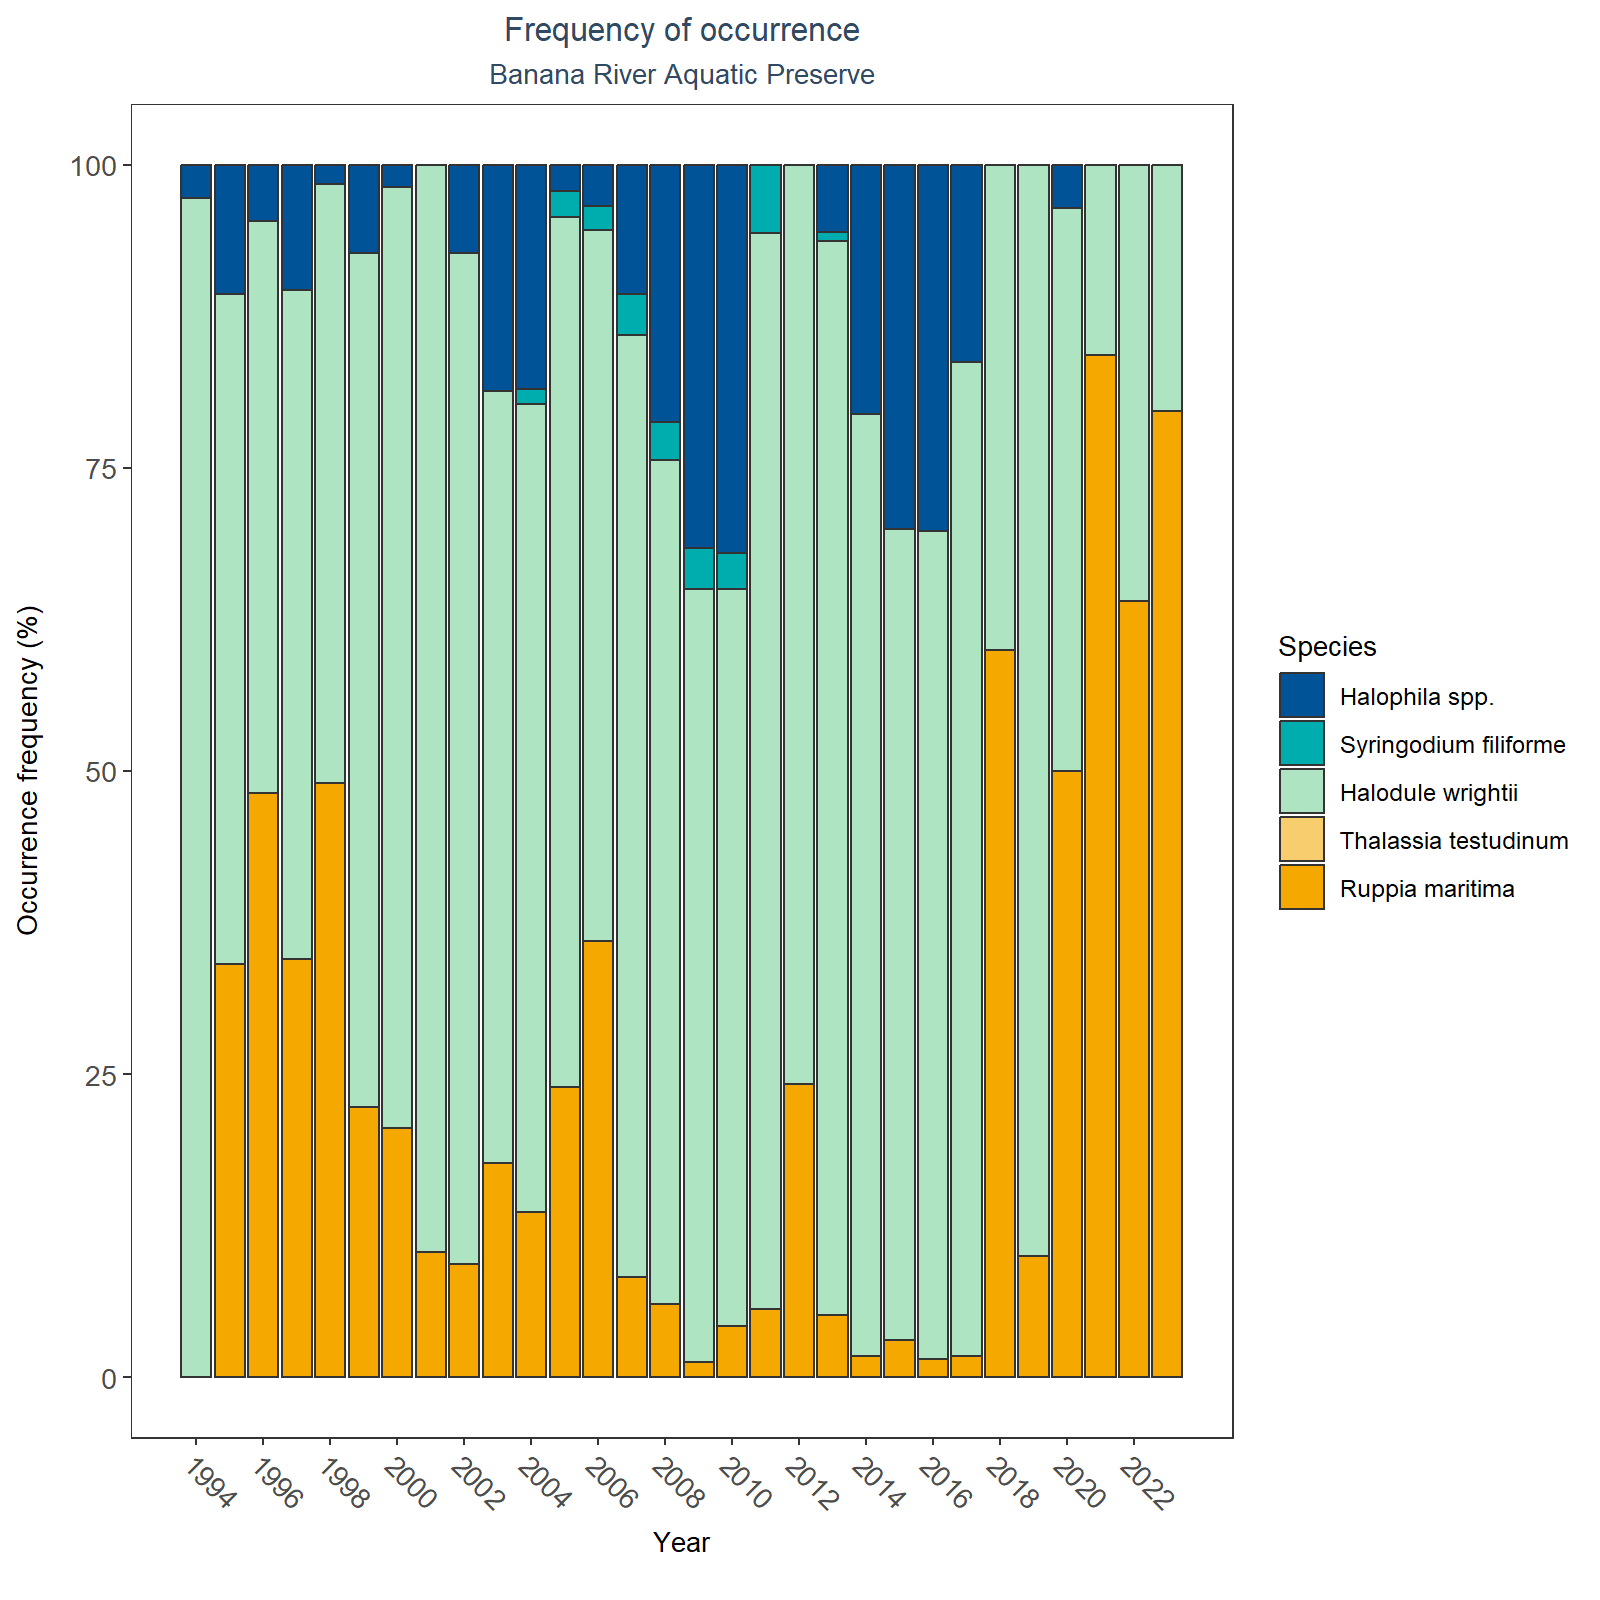 Frequency of occurrence
Banana River Aquatic Preserve
Occurrence frequency (%)
100
75
50
25
0
1994
1996
1998
2000
2002
2004
2006
2008
2010
2012
2014
2016
2018
2020
2022
Year
Species
Halophila spp.
Syringodium filiforme
Halodule wrightii
Thalassia testudinum
Ruppia maritima